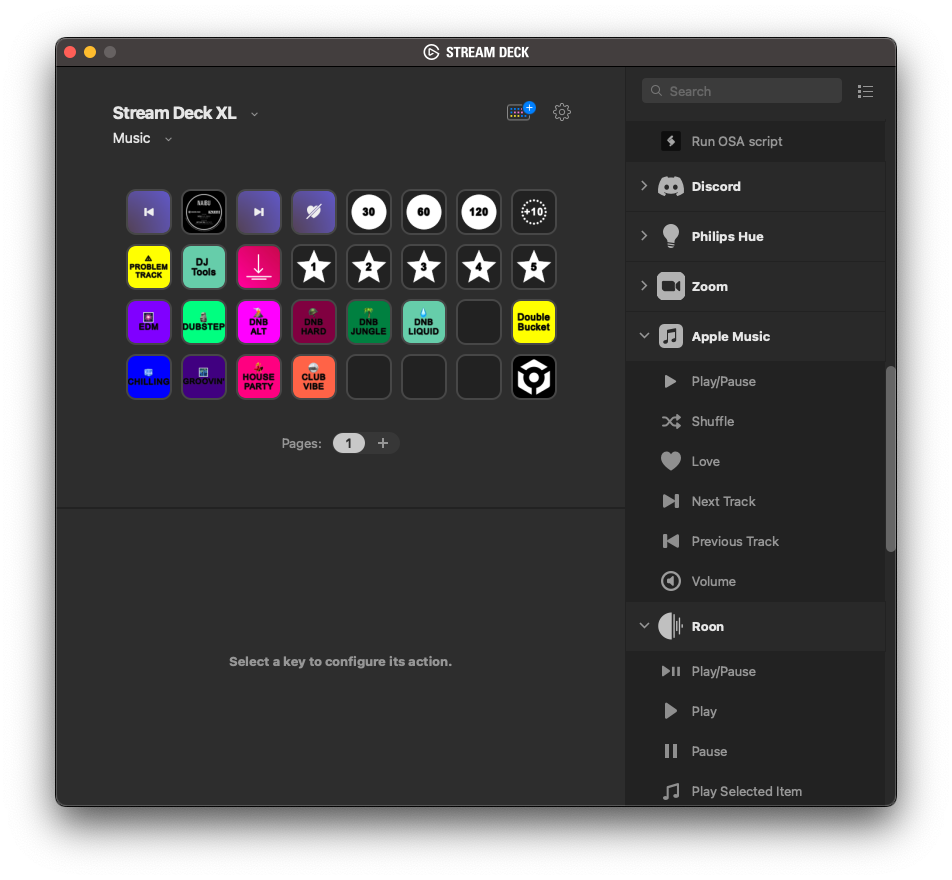 STREAM DECK
Stream Deck XL
Music
Search
Run OSA script
Discord
Philips Hue
Zoom
Apple Music
Play/Pause
Shuffle
Love
Next Track
Previous Track
Volume
Roon
Play/Pause
Play
Pause
Play Selected Item
NAIBU
30
60
120
+10
PROBLEM
TRACK
DJ
Tools
1
2
3
4
5
EDM
DUBSTEP
DNB
ALT
DNB
HARD
DNB
JUNGLE
DNB
LIQUID
Double
Bucket
CHILLING
GROOVIN'
HOUSE
PARTY
CLUB
VIBE
Pages:
1
+
Select a key to configure its action.